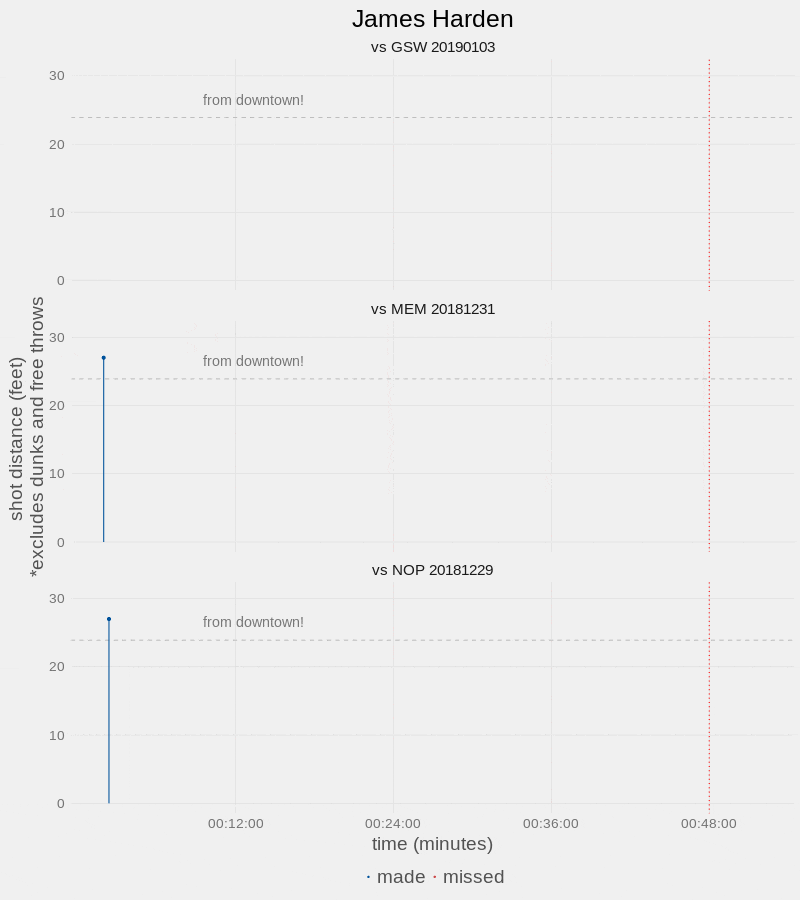 James Harden
vs GSW 20190103
30
from downtown!
20
10
0
vs MEM 20181231
30
from downtown!
20
10
0
shot distance (feet)
*excludes dunks and free throws
vs NOP 20181229
30
from downtown!
20
10
0
00:12:00 00:24:00 00:36:00 00:48:00
time (minutes)
made missed